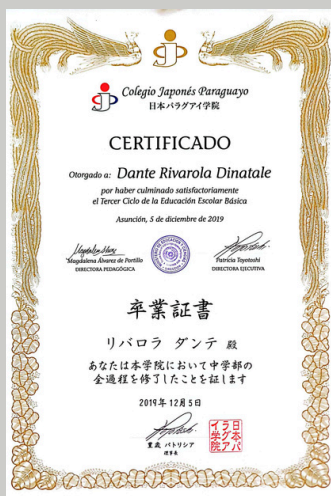 Colegio Japonés Paraguayo
日本パラグアイ学院
CERTIFICADO
Otorgado a: Dante Rivarola Dinatale
por haber culminado satisfactoriamente
el Tercer Ciclo de la Educación Escolar Básica
Asunción, 5 de diciembre de 2019
Magdalena Álvarez de Portillo
DIRECTORA PEDAGÓGICA
Patricia Toyotoshi
DIRECTORA EJECUTIVA
卒業証書
リバロラ ダンテ 殿
あなたは本学院において中学部の
全過程を修了したことを証します
2019年12月5日
豊歳 パトリシア
理事長
日本パラグアイ学院